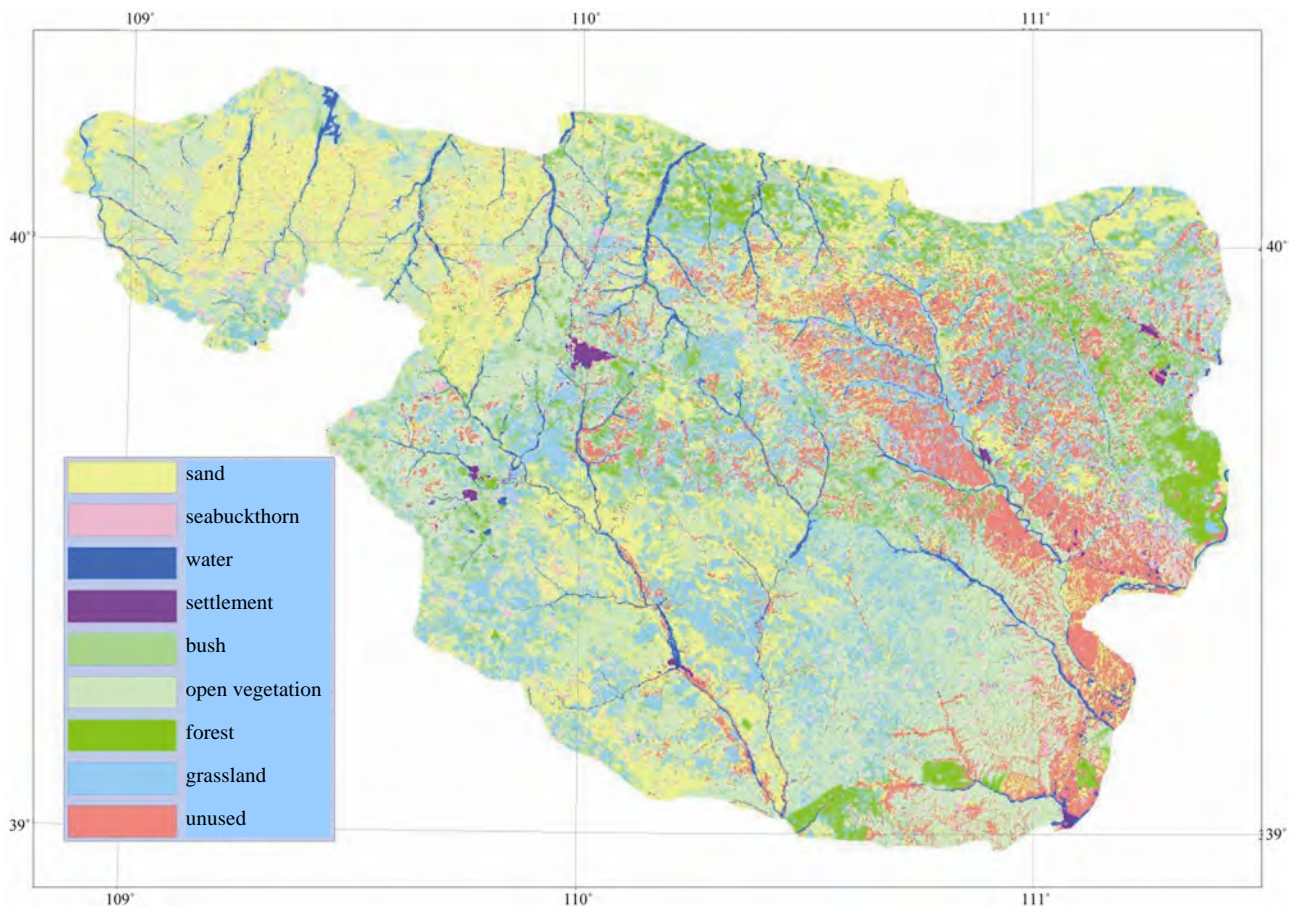 109°
110°
111°
40°
40°
sand
seabuckthorn
water
settlement
bush
open vegetation
forest
grassland
unused
39°
39°
109°
110°
111°